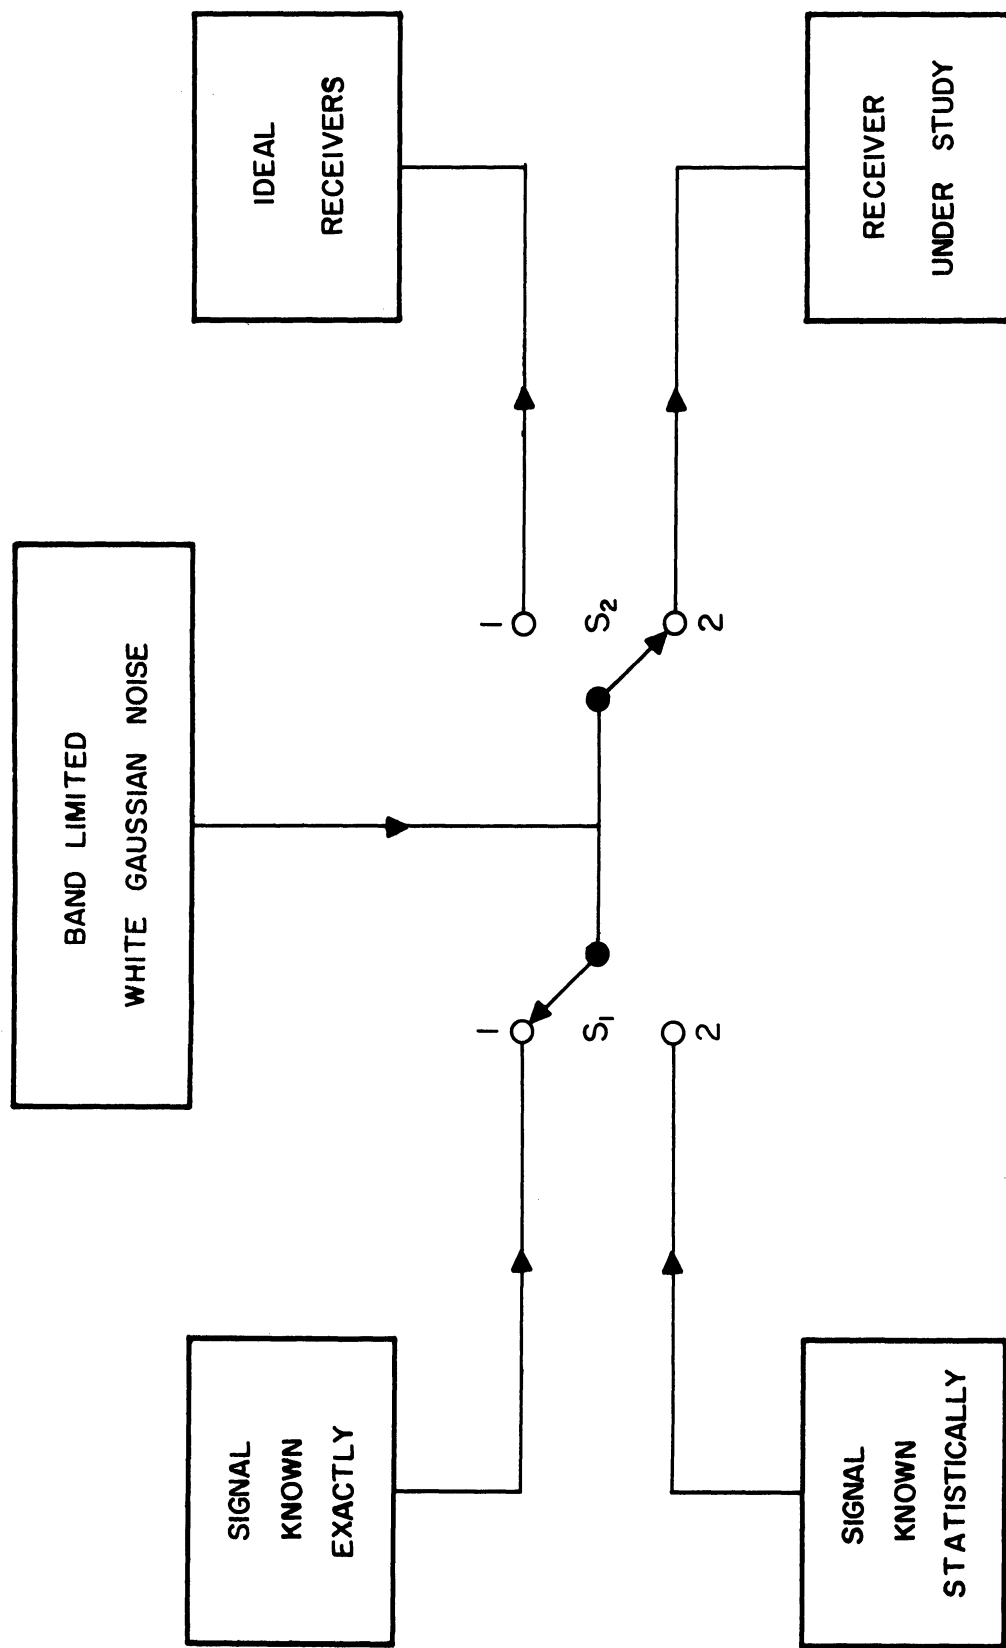 BAND LIMITED
WHITE GAUSSIAN NOISE
SIGNAL
KNOWN
EXACTLY
1
S1
2
1
S2
2
IDEAL
RECEIVERS
SIGNAL
KNOWN
STATISTICALLY
RECEIVER
UNDER STUDY